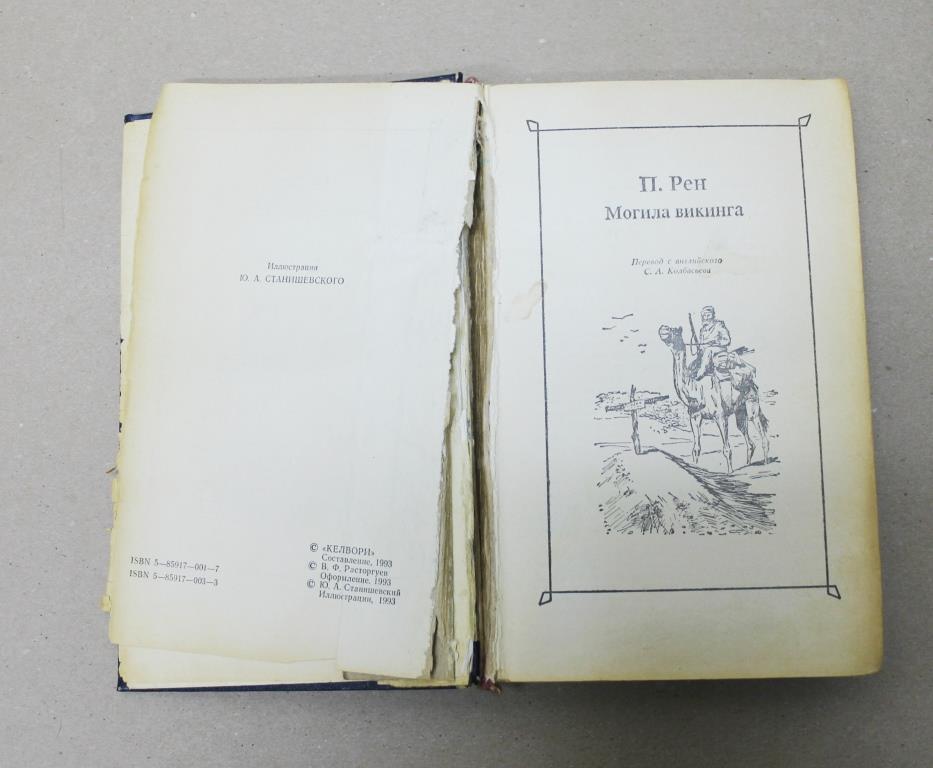 Иллюстрация
Ю. А. СТАНИШЕВСКОГО
ISBN 5—85917—001—7
ISBN 5—85917—003—3
© «КЕЛВОРИ»
Составление, 1993
© В. Ф. Расторгуев
Оформление. 1993
© Ю. А. Станишевский
Иллюстрации, 1993
П. Рен
Могила викинга
Перевод с английского
С. А. Колбасьева